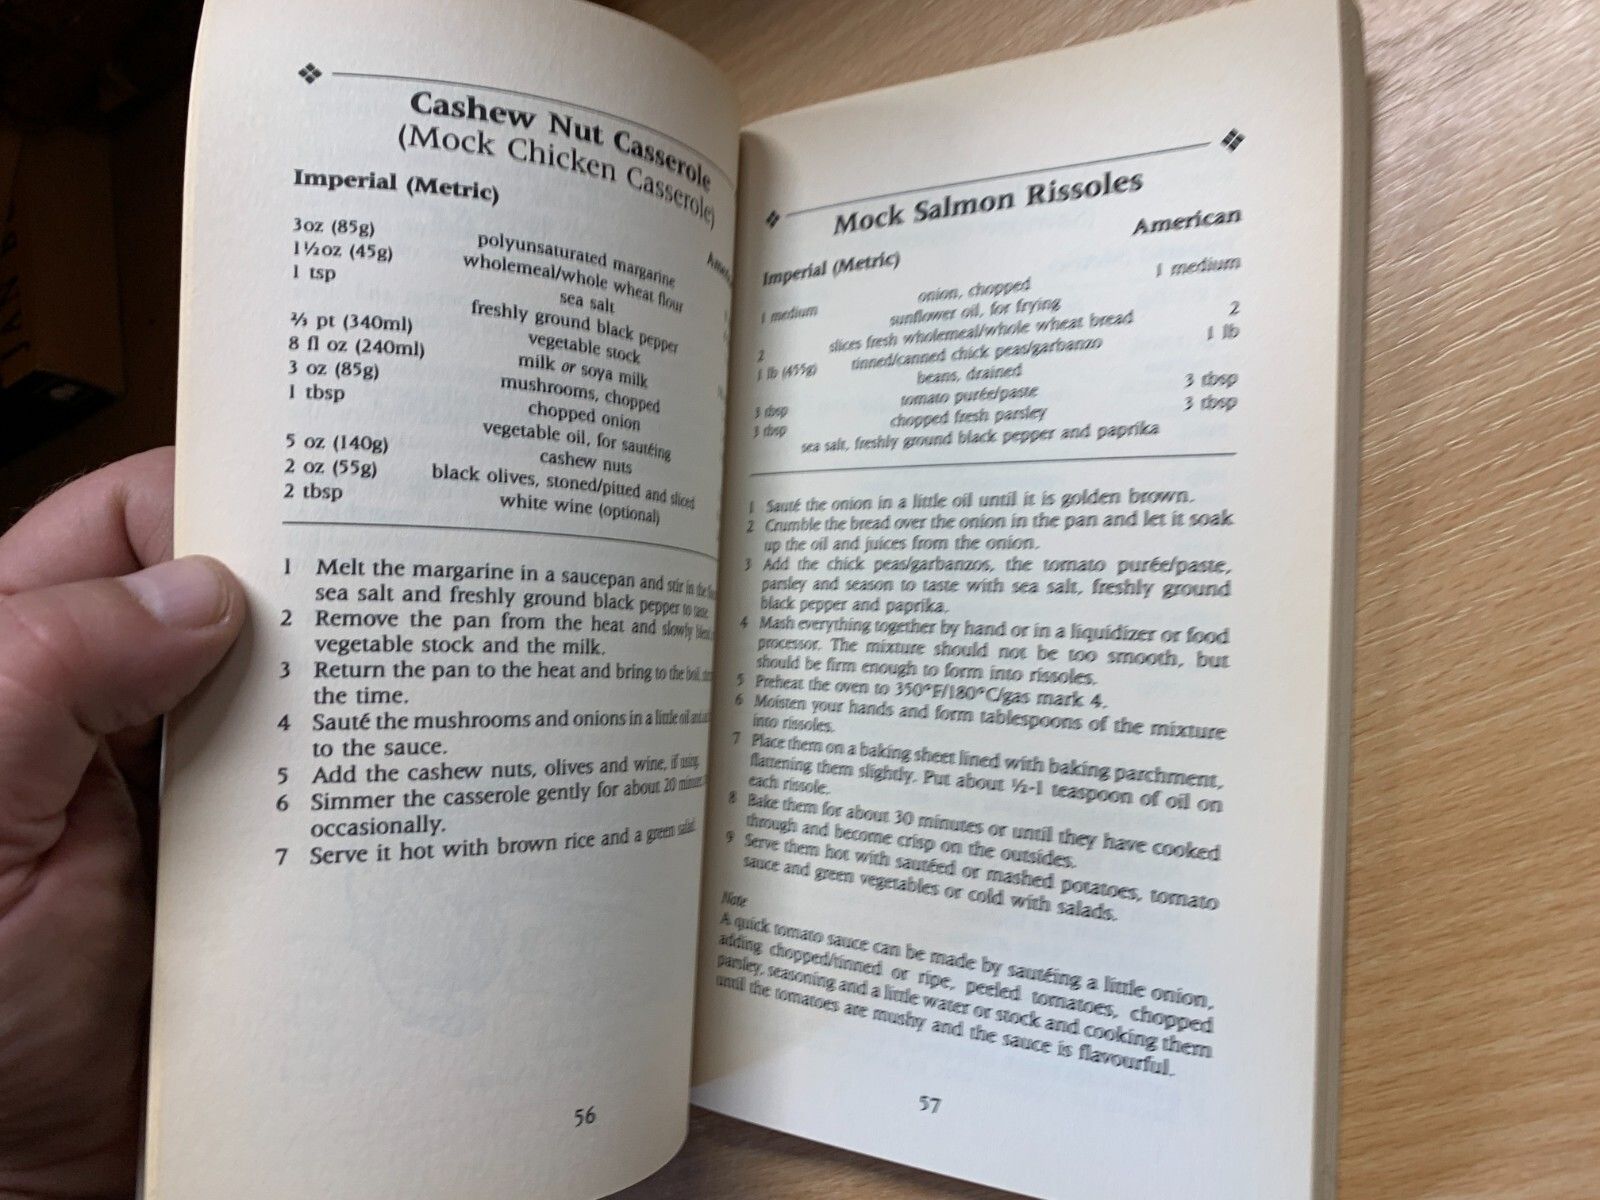 Cashew Nut Casserole
(Mock Chicken Casserole)
Imperial (Metric)
3oz (85g) polyunsaturated margarine
1½oz (45g) wholemeal/whole wheat flour
1 tsp sea salt
freshly ground black pepper
⅔ pt (340ml) vegetable stock
8 fl oz (240ml) milk or soya milk
3 oz (85g) mushrooms, chopped
1 tbsp chopped onion
vegetable oil, for sautéing
5 oz (140g) cashew nuts
2 oz (55g) black olives, stoned/pitted and sliced
2 tbsp white wine (optional)
1 Melt the margarine in a saucepan and stir in the
sea salt and freshly ground black pepper to taste.
2 Remove the pan from the heat and slowly blend
vegetable stock and the milk.
3 Return the pan to the heat and bring to the boil,
the time.
4 Sauté the mushrooms and onions in a little oil and
to the sauce.
5 Add the cashew nuts, olives and wine, if using.
6 Simmer the casserole gently for about 20 minutes,
occasionally.
7 Serve it hot with brown rice and a green salad.
56
Mock Salmon Rissoles
Imperial (Metric) American
1 medium onion, chopped 1 medium
sunflower oil, for frying
2 slices fresh wholemeal/whole wheat bread 2
1 lb (455g) tinned/canned chick peas/garbanzo 1 lb
beans, drained
3 tbsp tomato purée/paste 3 tbsp
3 tbsp chopped fresh parsley 3 tbsp
sea salt, freshly ground black pepper and paprika
1 Sauté the onion in a little oil until it is golden brown.
2 Crumble the bread over the onion in the pan and let it soak
up the oil and juices from the onion.
3 Add the chick peas/garbanzos, the tomato purée/paste,
parsley and season to taste with sea salt, freshly ground
black pepper and paprika.
4 Mash everything together by hand or in a liquidizer or food
processor. The mixture should not be too smooth, but
should be firm enough to form into rissoles.
5 Preheat the oven to 350°F/180°C/gas mark 4.
6 Moisten your hands and form tablespoons of the mixture
into rissoles.
7 Place them on a baking sheet lined with baking parchment,
flattening them slightly. Put about ½-1 teaspoon of oil on
each rissole.
8 Bake them for about 30 minutes or until they have cooked
through and become crisp on the outsides.
9 Serve them hot with sautéed or mashed potatoes, tomato
sauce and green vegetables or cold with salads.
Note
A quick tomato sauce can be made by sautéing a little onion,
adding chopped/tinned or ripe, peeled tomatoes, chopped
parsley, seasoning and a little water or stock and cooking them
until the tomatoes are mushy and the sauce is flavourful.
57